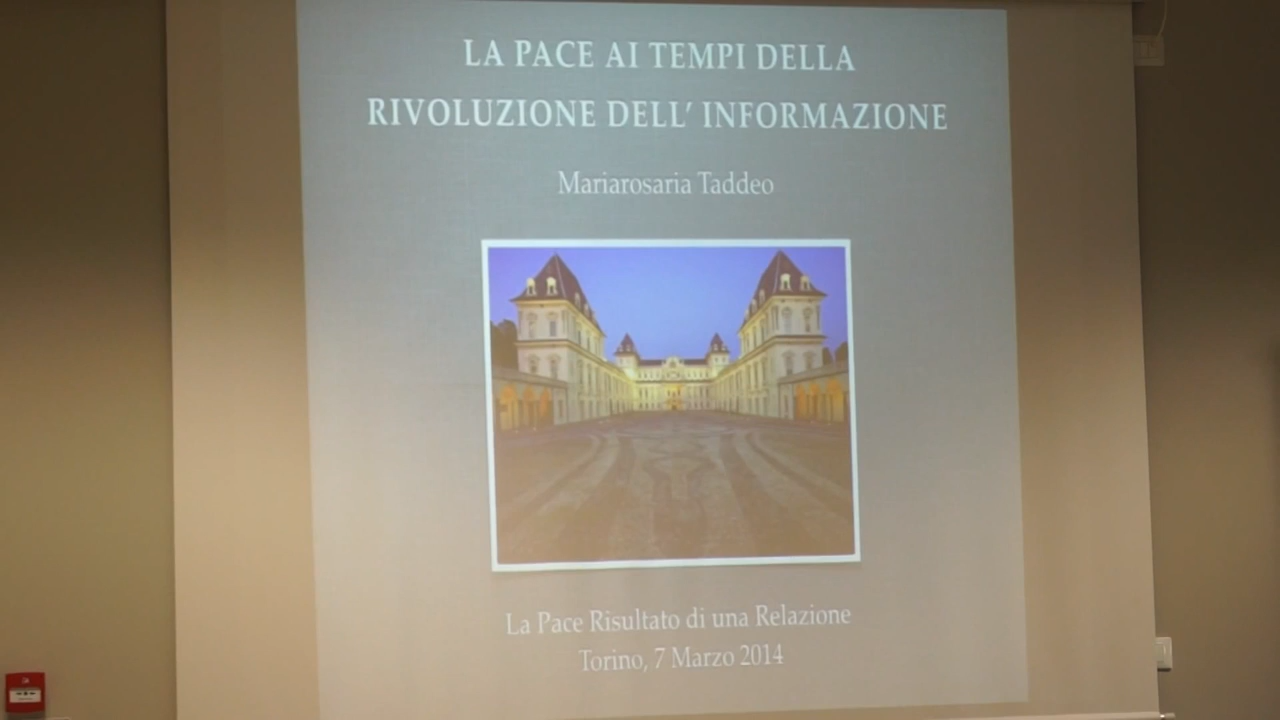 LA PACE AI TEMPI DELLA
RIVOLUZIONE DELL' INFORMAZIONE
Mariarosaria Taddeo
La Pace Risultato di una Relazione
Torino, 7 Marzo 2014